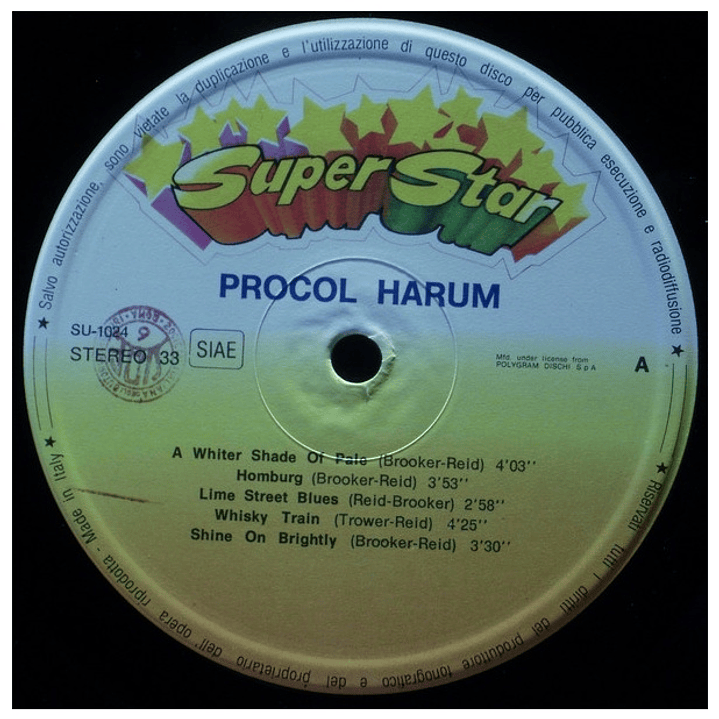 Salvo autorizzazione, sono vietate la duplicazione e l'utilizzazione di questo disco per pubblica esecuzione e radiodiffusione
Super Star
PROCOL HARUM
SU-1024
STEREO 33
SIAE
Mfd. under license from
POLYGRAM DISCHI S p A
A
A Whiter Shade Of Pale (Brooker-Reid) 4'03''
Homburg (Brooker-Reid) 3'53''
Lime Street Blues (Reid-Brooker) 2'58''
Whisky Train (Trower-Reid) 4'25''
Shine On Brightly (Brooker-Reid) 3'30''
Riservati tutti i diritti del produttore fonografico e del proprietario dell'opera riprodotta - Made in Italy